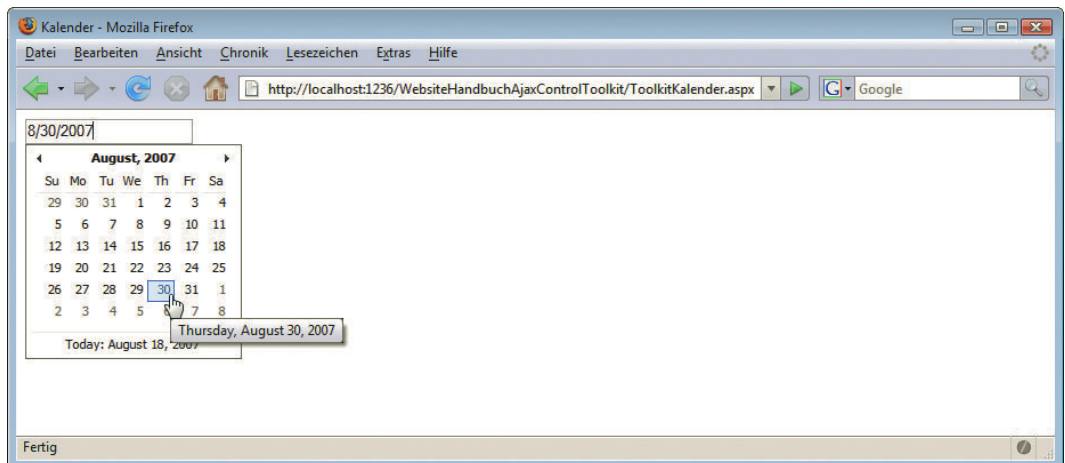 Kalender - Mozilla Firefox
Datei Bearbeiten Ansicht Chronik Lesezeichen Extras Hilfe
http://localhost:1236/WebsiteHandbuchAjaxControlToolkit/ToolkitKalender.aspx G Google
8/30/2007
August, 2007
Su Mo Tu We Th Fr Sa
29 30 31 1 2 3 4
5 6 7 8 9 10 11
12 13 14 15 16 17 18
19 20 21 22 23 24 25
26 27 28 29 30 31 1
2 3 4 5 6 7 8
Thursday, August 30, 2007
Today: August 18, 2007
Fertig